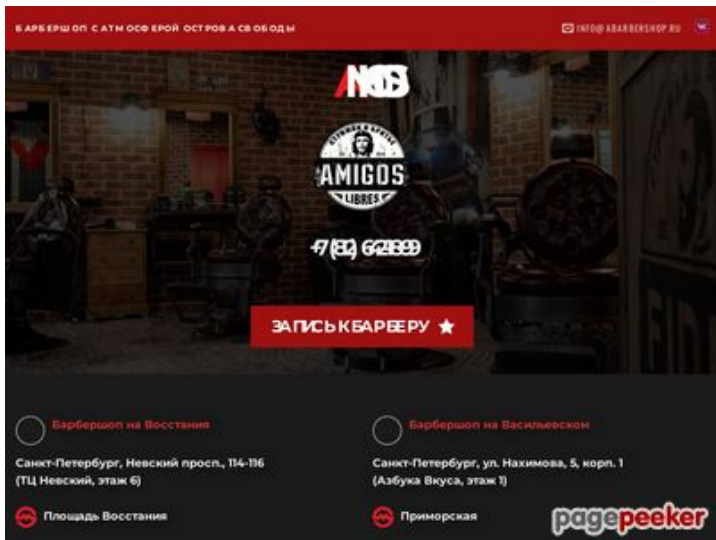 БАРБЕРШОП С АТМОСФЕРОЙ ОСТРОВА СВОБОДЫ
INFO@ABARBERSHOP.RU
СТРИЖЁМ И БРЕЕМ
AMIGOS
LIBRES
ЗАПИСЬ К БАРБЕРУ
Барбершоп на Восстания
Санкт-Петербург, Невский просп., 114-116
(ТЦ Невский, этаж 6)
Площадь Восстания
Барбершоп на Васильевском
Санкт-Петербург, ул. Нахимова, 5, корп. 1
(Азбука Вкуса, этаж 1)
Приморская
pagepeeker